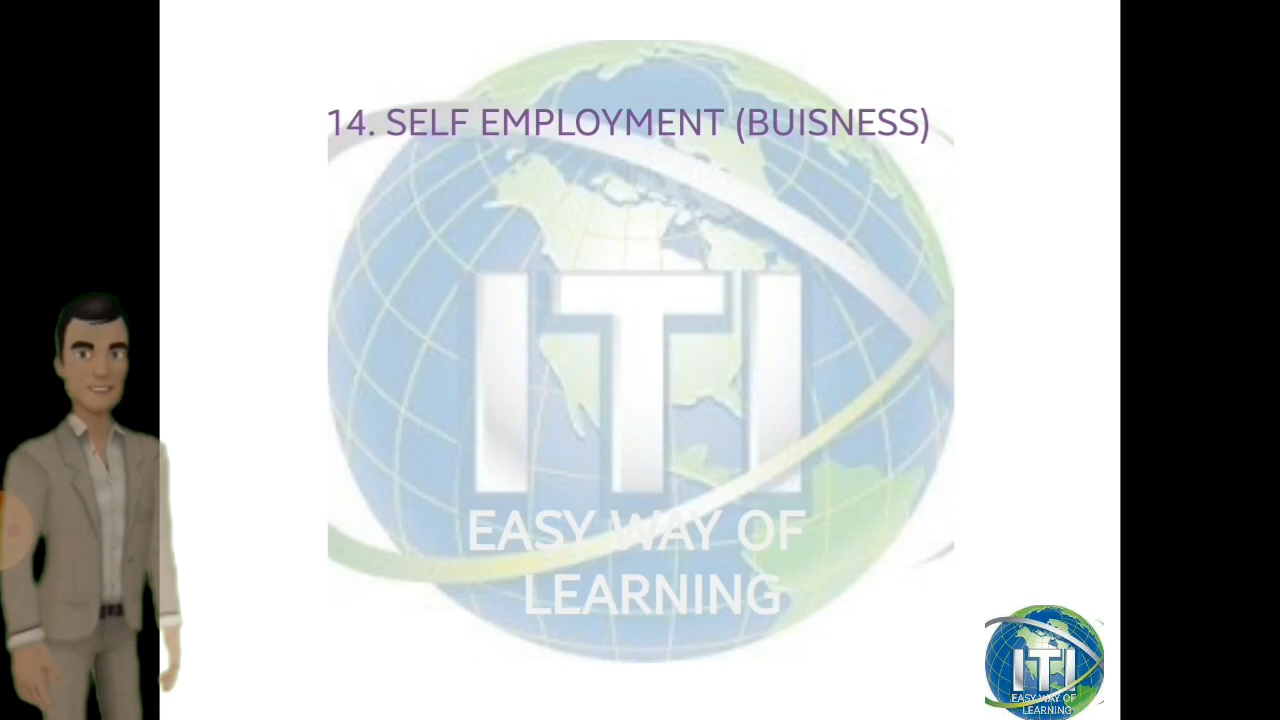 14. SELF EMPLOYMENT (BUISNESS)
ITI
EASY WAY OF
LEARNING
ITI
EASY WAY OF
LEARNING